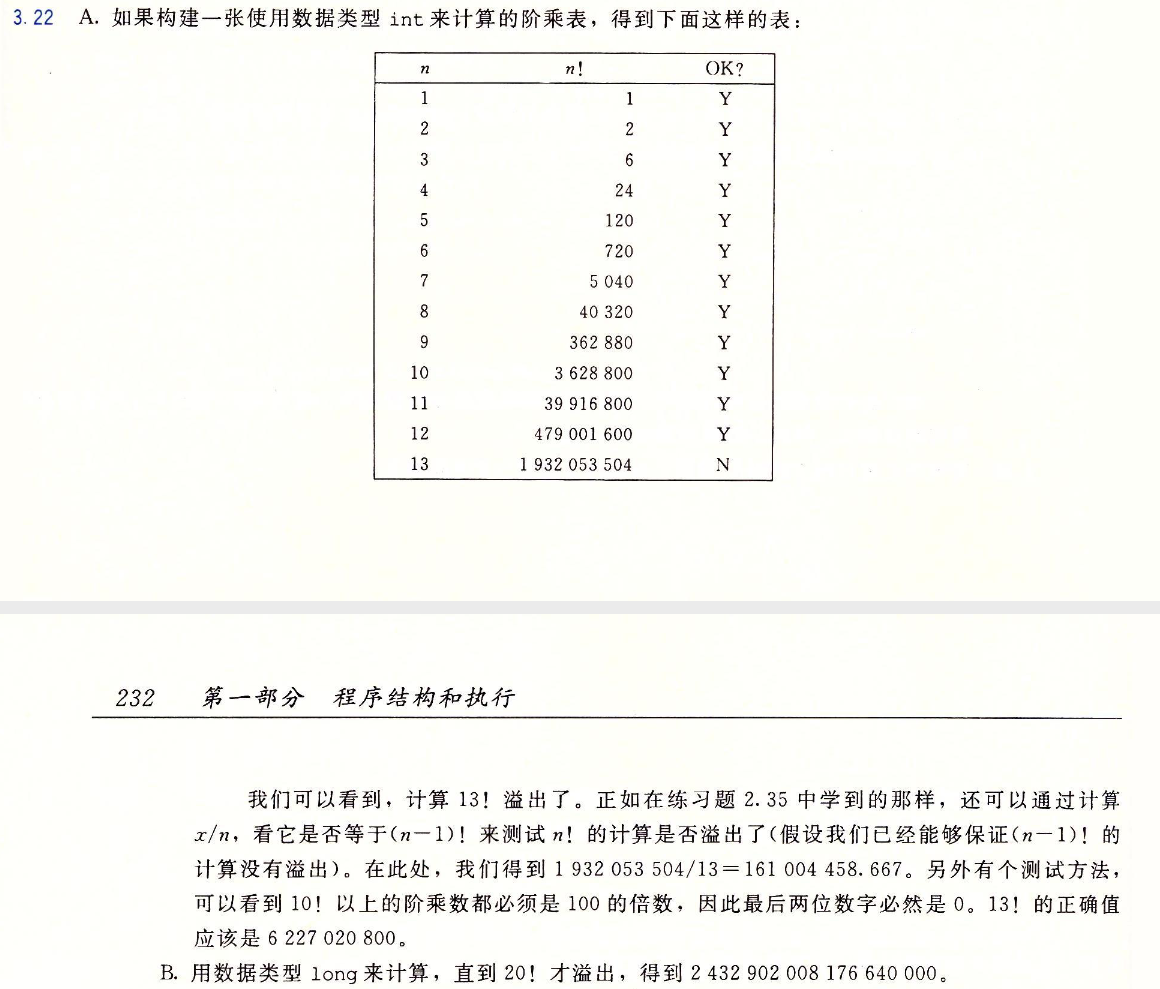 3.22 A. 如果构建一张使用数据类型 int 来计算的阶乘表，得到下面这样的表：
n n! OK?
1 1 Y
2 2 Y
3 6 Y
4 24 Y
5 120 Y
6 720 Y
7 5 040 Y
8 40 320 Y
9 362 880 Y
10 3 628 800 Y
11 39 916 800 Y
12 479 001 600 Y
13 1 932 053 504 N
232 第一部分 程序结构和执行
我们可以看到，计算 13! 溢出了。正如在练习题 2.35 中学到的那样，还可以通过计算
x/n，看它是否等于(n-1)! 来测试 n! 的计算是否溢出了(假设我们已经能够保证(n-1)! 的
计算没有溢出)。在此处，我们得到 1 932 053 504/13=161 004 458.667。另外有个测试方法，
可以看到 10! 以上的阶乘数都必须是 100 的倍数，因此最后两位数字必然是 0。13! 的正确值
应该是 6 227 020 800。
B. 用数据类型 long 来计算，直到 20! 才溢出，得到 2 432 902 008 176 640 000。